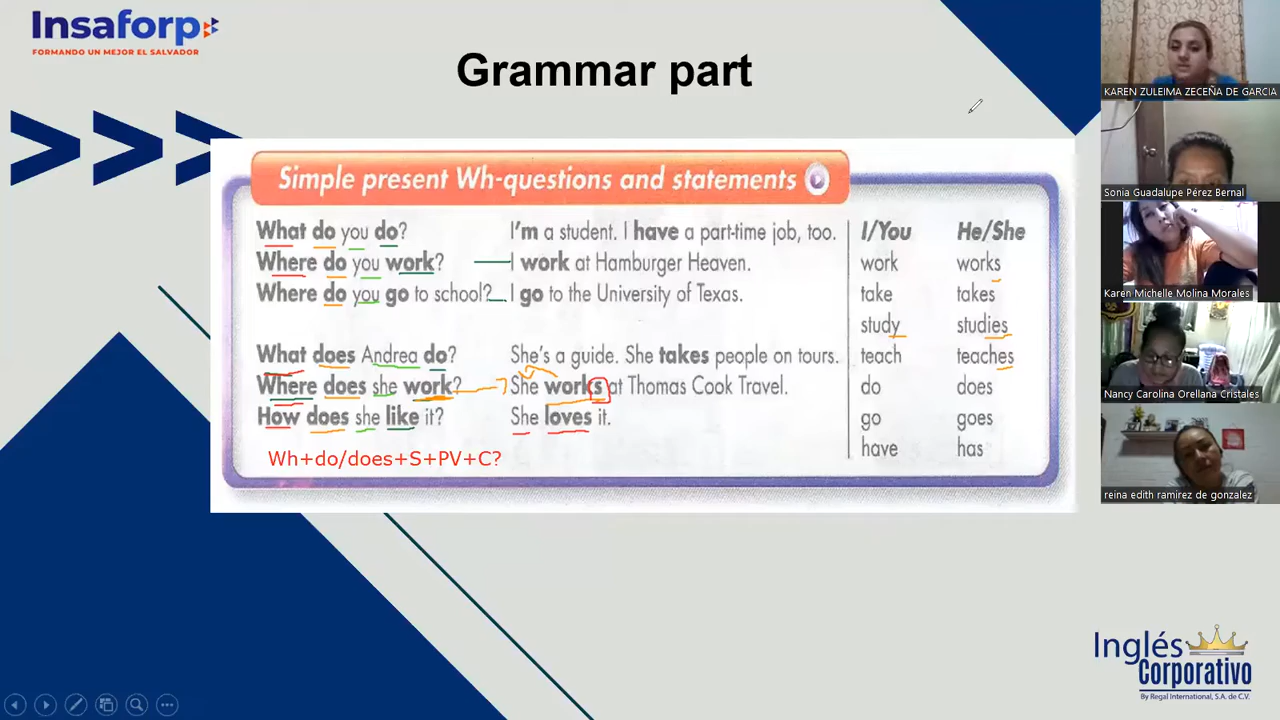 Insaforp
FORMANDO UN MEJOR EL SALVADOR
Grammar part
Simple present Wh-questions and statements
What do you do? I'm a student. I have a part-time job, too. I/You He/She
Where do you work? I work at Hamburger Heaven. work works
Where do you go to school? I go to the University of Texas. take takes
study studies
What does Andrea do? She's a guide. She takes people on tours. teach teaches
Where does she work? She works at Thomas Cook Travel. do does
How does she like it? She loves it. go goes
have has
Wh+do/does+S+PV+C?
KAREN ZULEIMA ZECEÑA DE GARCIA
Sonia Guadalupe Pérez Bernal
Karen Michelle Molina Morales
Nancy Carolina Orellana Cristales
reina edith ramirez de gonzalez
Inglés
Corporativo
By Regal International, S.A. de C.V.